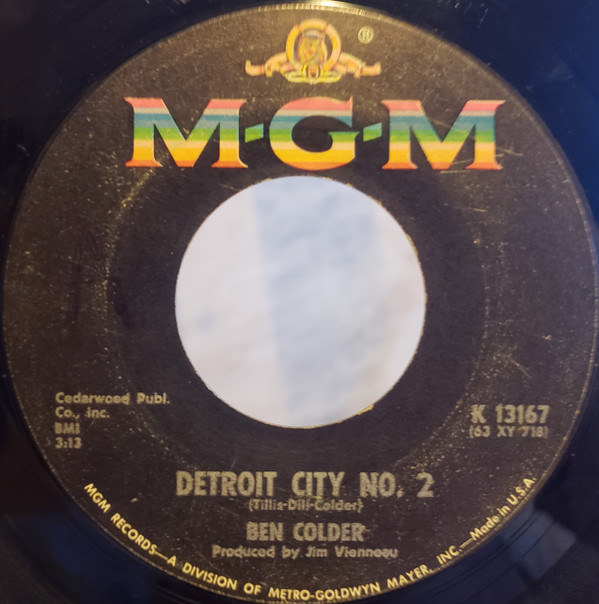 ®
M-G-M
Cedarwood Publ.
Co., Inc.
BMI
3:13
K 13167
(63 XY 718)
DETROIT CITY NO. 2
(Tillis-Dill-Colder)
BEN COLDER
Produced by Jim Vienneau
MGM RECORDS—A DIVISION OF METRO-GOLDWYN MAYER, INC.—Made in U.S.A.